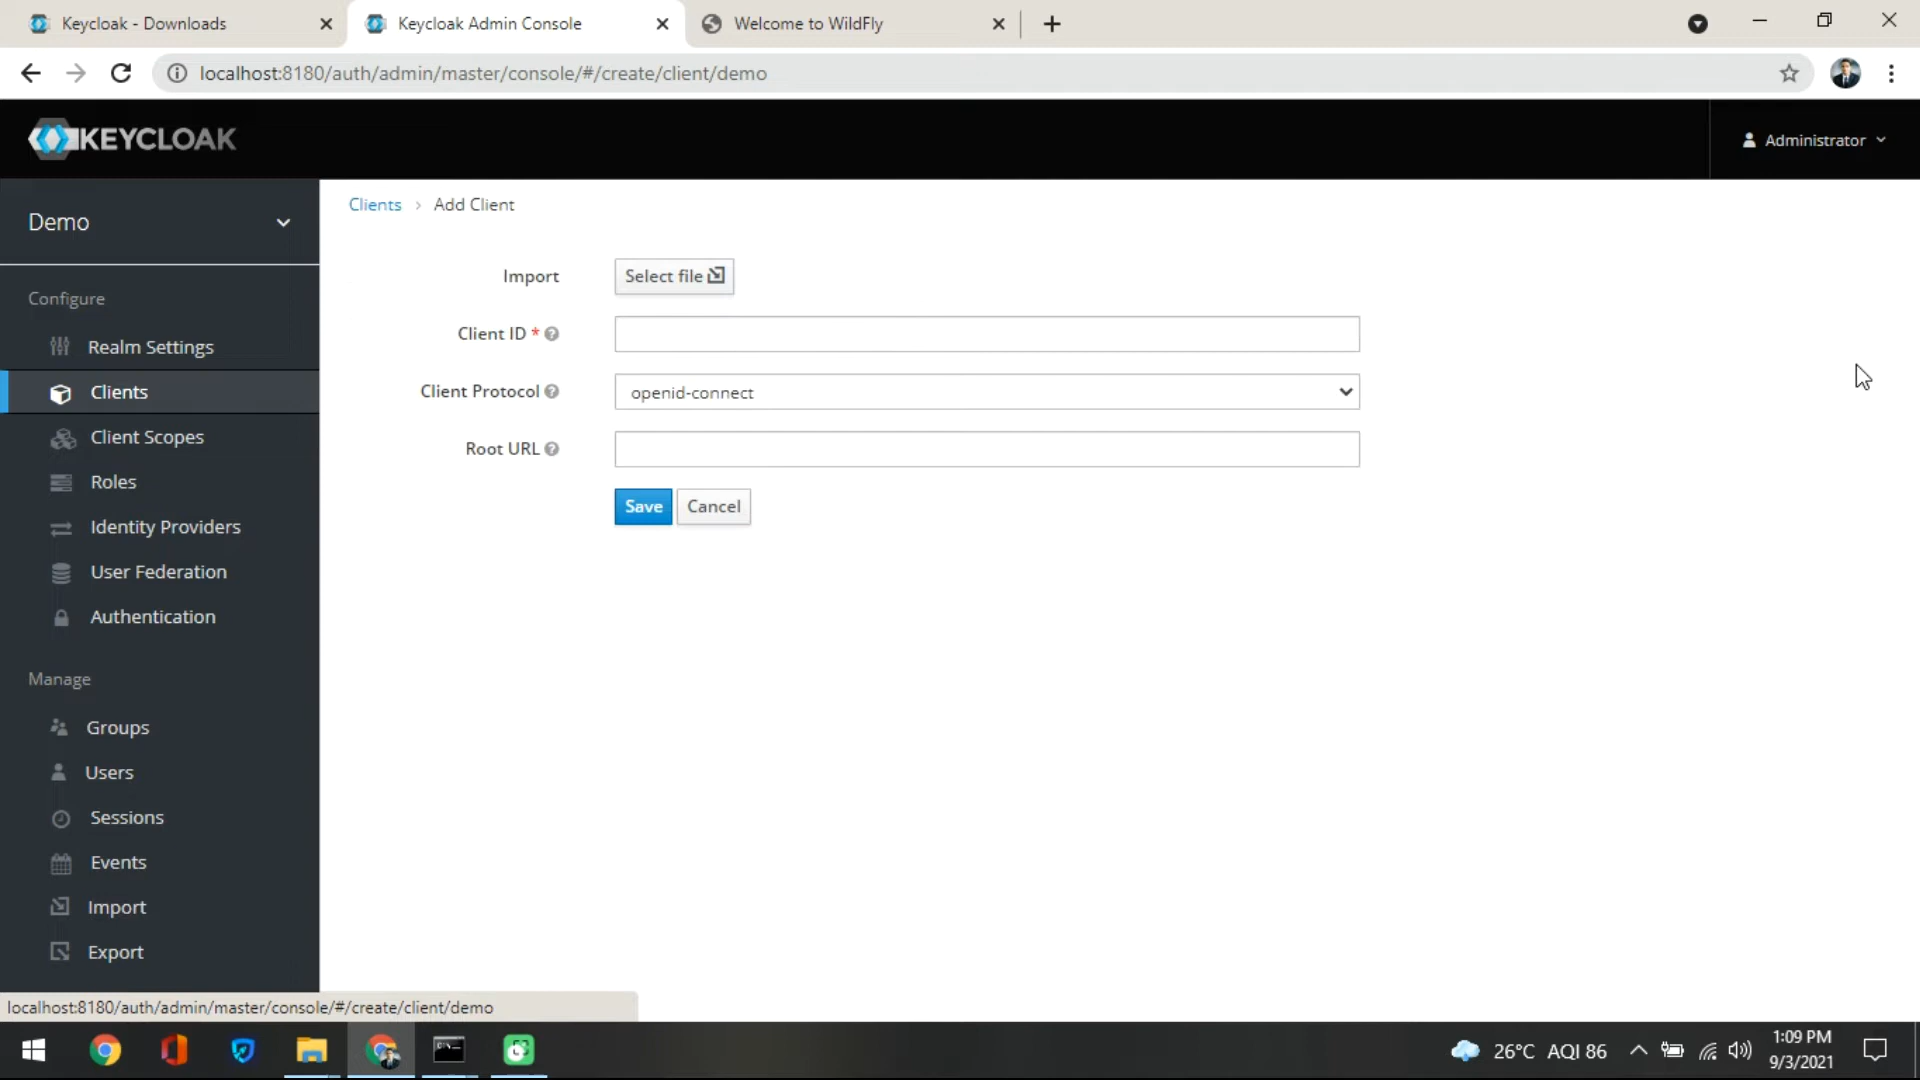 Keycloak - Downloads
Keycloak Admin Console
Welcome to WildFly
localhost:8180/auth/admin/master/console/#/create/client/demo
KEYCLOAK
Administrator
Demo
Clients > Add Client
Import
Select file
Client ID *
Client Protocol
openid-connect
Root URL
Save
Cancel
Configure
Realm Settings
Clients
Client Scopes
Roles
Identity Providers
User Federation
Authentication
Manage
Groups
Users
Sessions
Events
Import
Export
localhost:8180/auth/admin/master/console/#/create/client/demo
26°C AQI 86
1:09 PM
9/3/2021